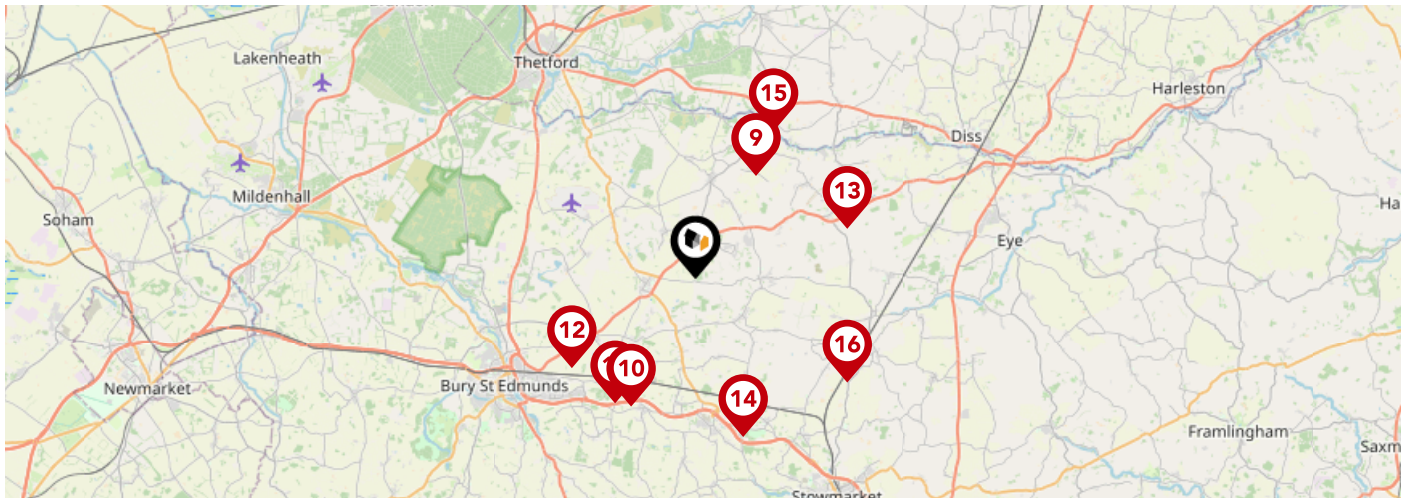 Lakenheath
Thetford
15
Harleston
9
Diss
Mildenhall
13
Soham
Ha
Eye
12
16
10
Newmarket
Bury St Edmunds
14
Framlingham
Saxm
Stowmarket